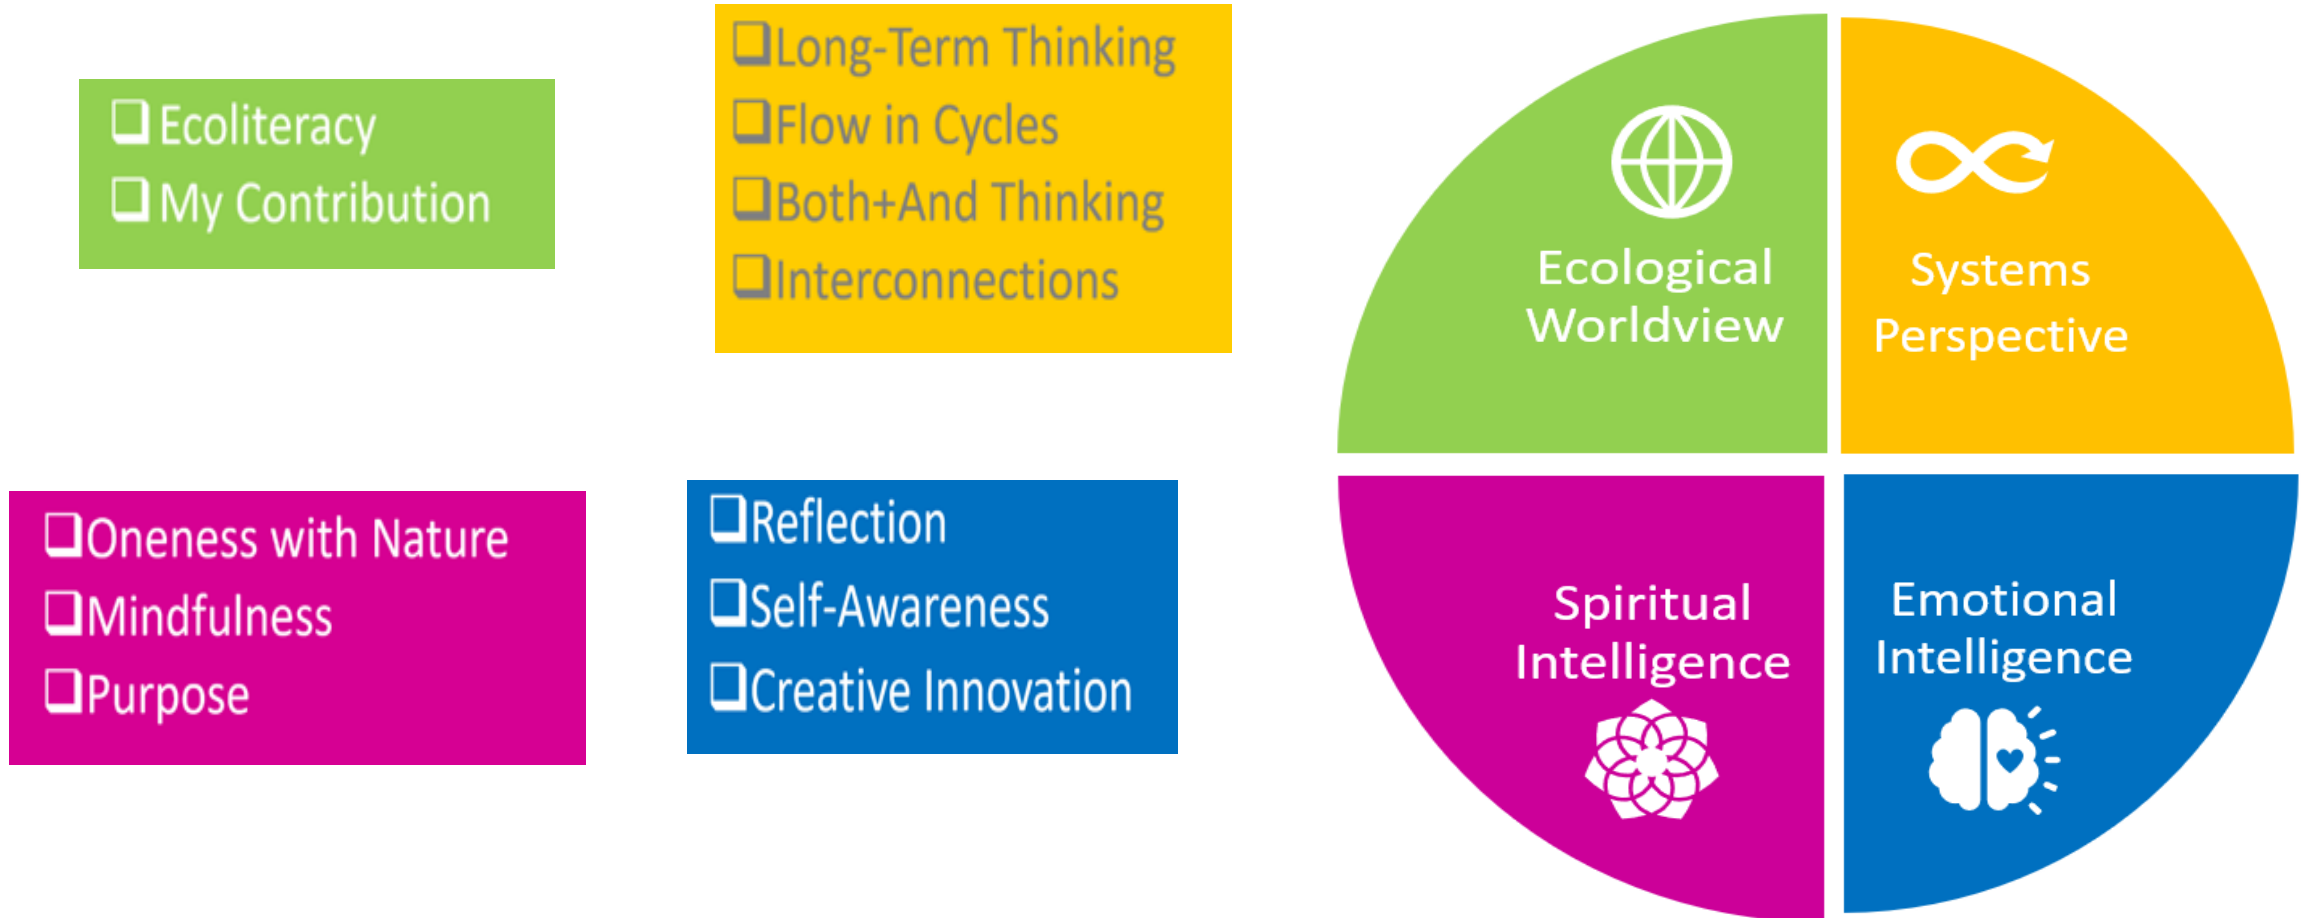 Ecoliteracy
My Contribution
Long-Term Thinking
Flow in Cycles
Both+And Thinking
Interconnections
Oneness with Nature
Mindfulness
Purpose
Reflection
Self-Awareness
Creative Innovation
Ecological
Worldview
Systems
Perspective
Spiritual
Intelligence
Emotional
Intelligence